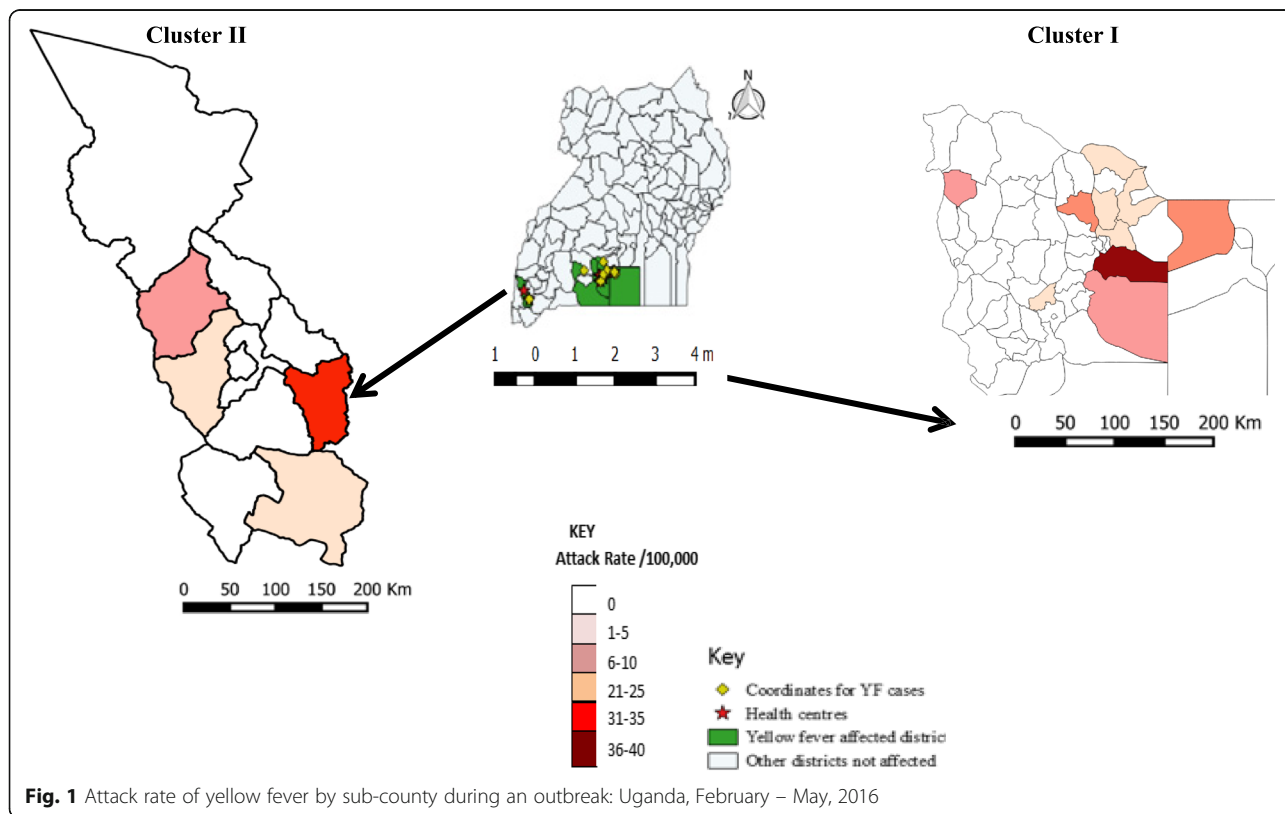 Cluster II
Cluster I
N
1 0 1 2 3 4 m
0 50 100 150 200 Km
0 50 100 150 200 Km
KEY
Attack Rate /100,000
0
1-5
6-10
21-25
31-35
36-40
Key
Coordinates for YF cases
Health centres
Yellow fever affected distric
Other districts not affected
Fig. 1 Attack rate of yellow fever by sub-county during an outbreak: Uganda, February – May, 2016